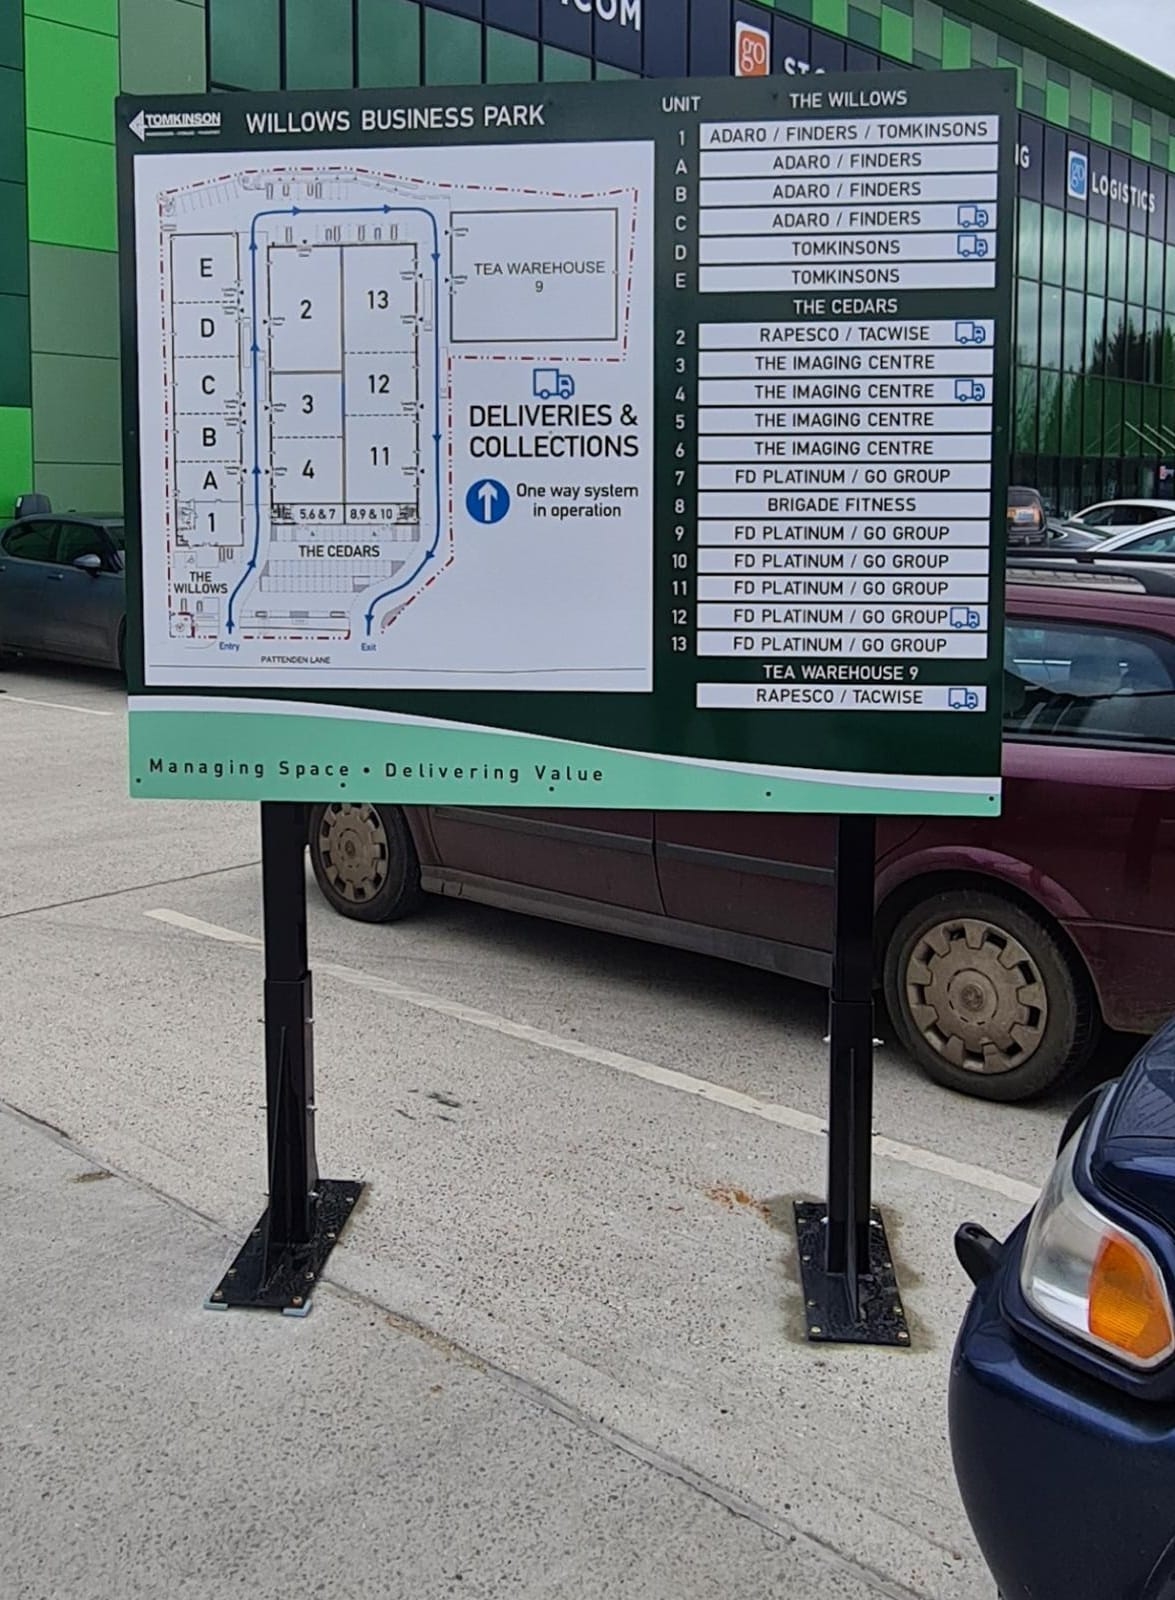 .COM
go
ST
NG
go LOGISTICS
TOMKINSON
WILLOWS BUSINESS PARK
E
D
C
B
A
1
THE
WILLOWS
2
3
4
5,6 & 7
13
12
11
8,9 & 10
THE CEDARS
TEA WAREHOUSE
9
DELIVERIES &
COLLECTIONS
One way system
in operation
Entry
Exit
PATTENDEN LANE
UNIT THE WILLOWS
1 ADARO / FINDERS / TOMKINSONS
A ADARO / FINDERS
B ADARO / FINDERS
C ADARO / FINDERS
D TOMKINSONS
E TOMKINSONS
THE CEDARS
2 RAPESCO / TACWISE
3 THE IMAGING CENTRE
4 THE IMAGING CENTRE
5 THE IMAGING CENTRE
6 THE IMAGING CENTRE
7 FD PLATINUM / GO GROUP
8 BRIGADE FITNESS
9 FD PLATINUM / GO GROUP
10 FD PLATINUM / GO GROUP
11 FD PLATINUM / GO GROUP
12 FD PLATINUM / GO GROUP
13 FD PLATINUM / GO GROUP
TEA WAREHOUSE 9
RAPESCO / TACWISE
Managing Space • Delivering Value